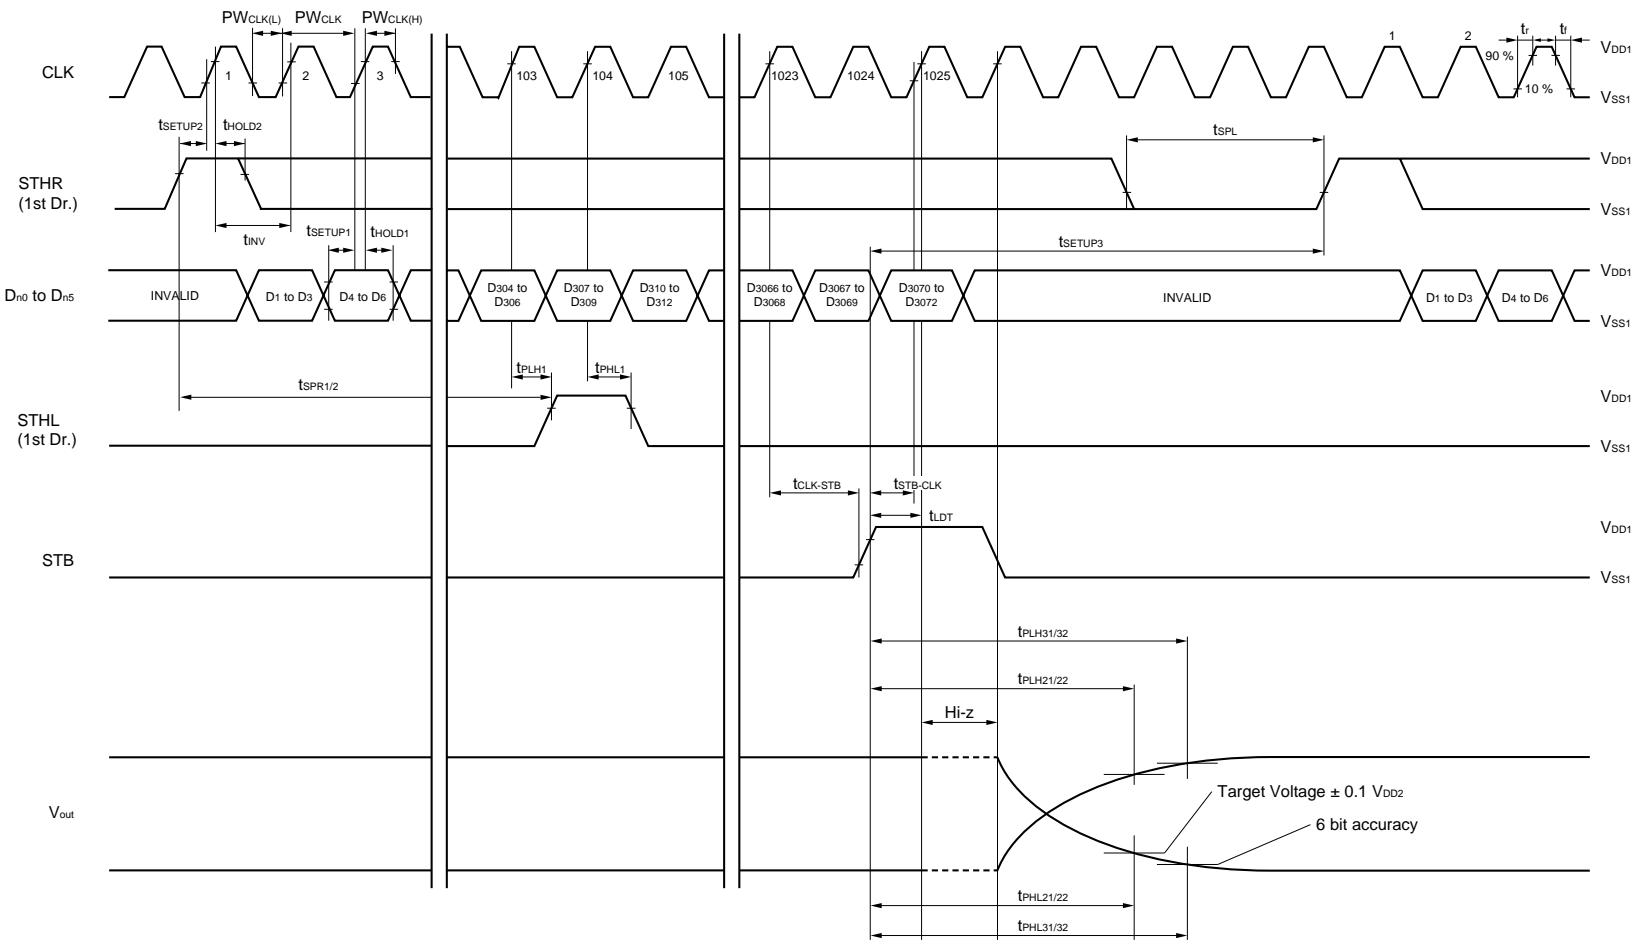 PWCLK(L) PWCLK PWCLK(H)
1 2 tr tf
90 % VDD1
CLK 1 2 3 103 104 105 1023 1024 1025
10 % VSS1
tSETUP2 tHOLD2 tSPL
VDD1
STHR
(1st Dr.)
VSS1
tINV tSETUP1 tHOLD1 tSETUP3
VDD1
Dn0 to Dn5 INVALID D1 to D3 D4 to D6 D304 to D306 D307 to D309 D310 to D312 D3066 to D3068 D3067 to D3069 D3070 to D3072 INVALID D1 to D3 D4 to D6
VSS1
tSPR1/2 tPLH1 tPHL1
VDD1
STHL
(1st Dr.)
VSS1
tCLK-STB tSTB-CLK
tLDT
VDD1
STB
VSS1
tPLH31/32
tPLH21/22
Hi-z
Target Voltage ± 0.1 VDD2
Vout
6 bit accuracy
tPHL21/22
tPHL31/32